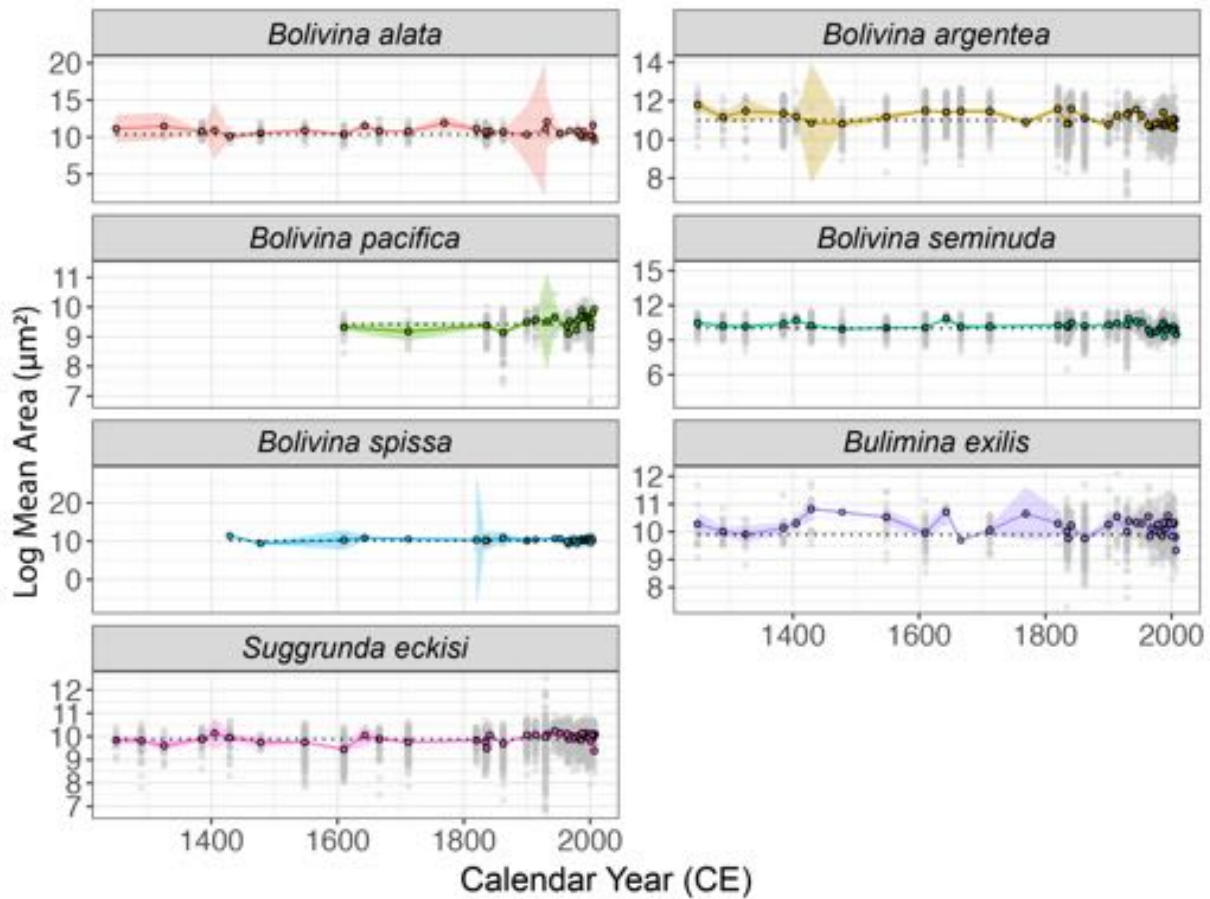 Bolivina alata
Bolivina argentea
20
15
10
5
14
12
10
8
Bolivina pacifica
Bolivina seminuda
11
10
9
8
7
15
12
9
6
Bolivina spissa
Bulimina exilis
20
10
0
12
11
10
9
8
1400 1600 1800 2000
Suggrunda eckisi
12
11
10
9
8
7
1400 1600 1800 2000
Log Mean Area (µm²)
Calendar Year (CE)